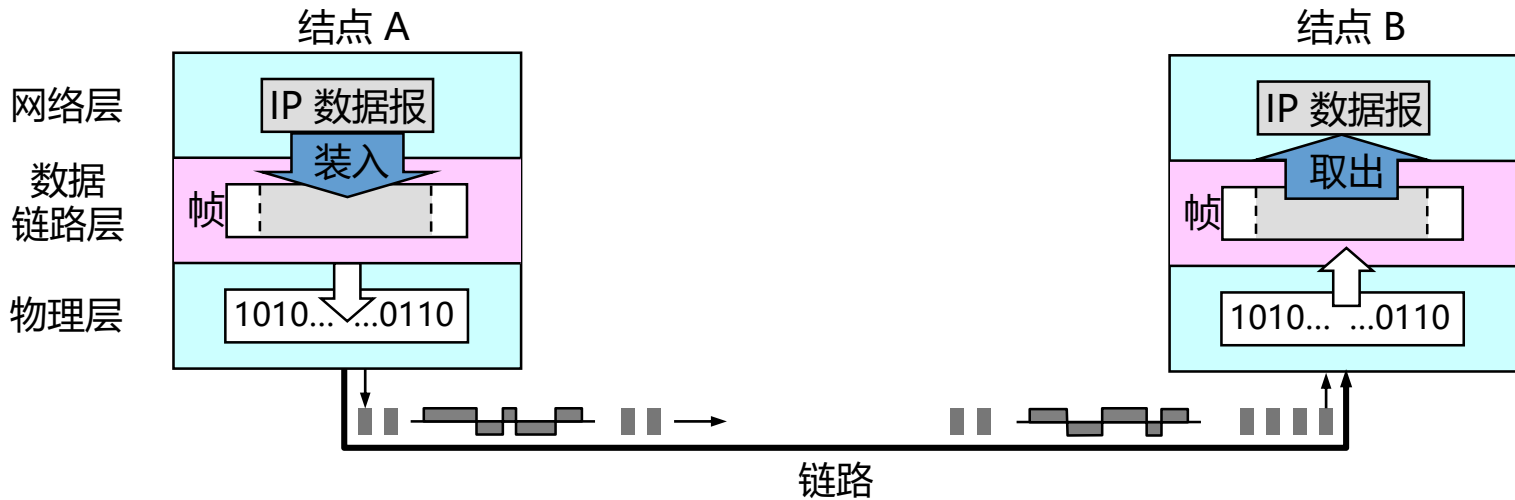 结点 A
结点 B
网络层
IP 数据报
IP 数据报
装入
取出
数据
链路层
帧
帧
物理层
1010... ...0110
1010... ...0110
链路